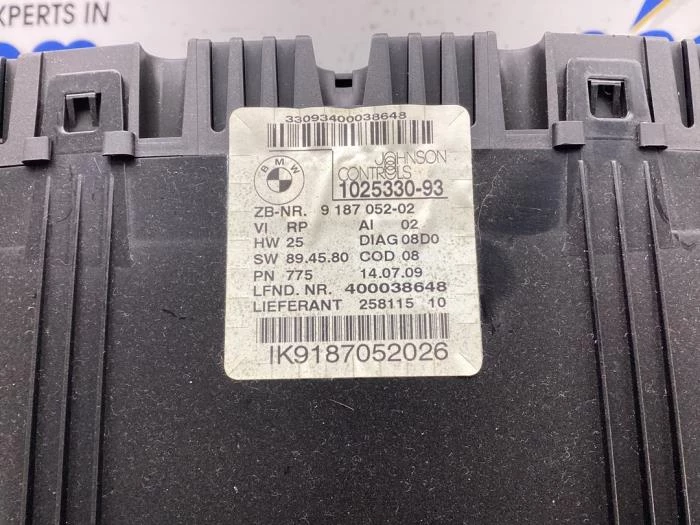 EXPERTS IN
33093400038648
BMW
JOHNSON
CONTROLS
1025330-93
ZB-NR. 9 187 052-02
VI RP AI 02
HW 25 DIAG 08D0
SW 89.45.80 COD 08
PN 775 14.07.09
LFND. NR. 400038648
LIEFERANT 258115 10
IK9187052026